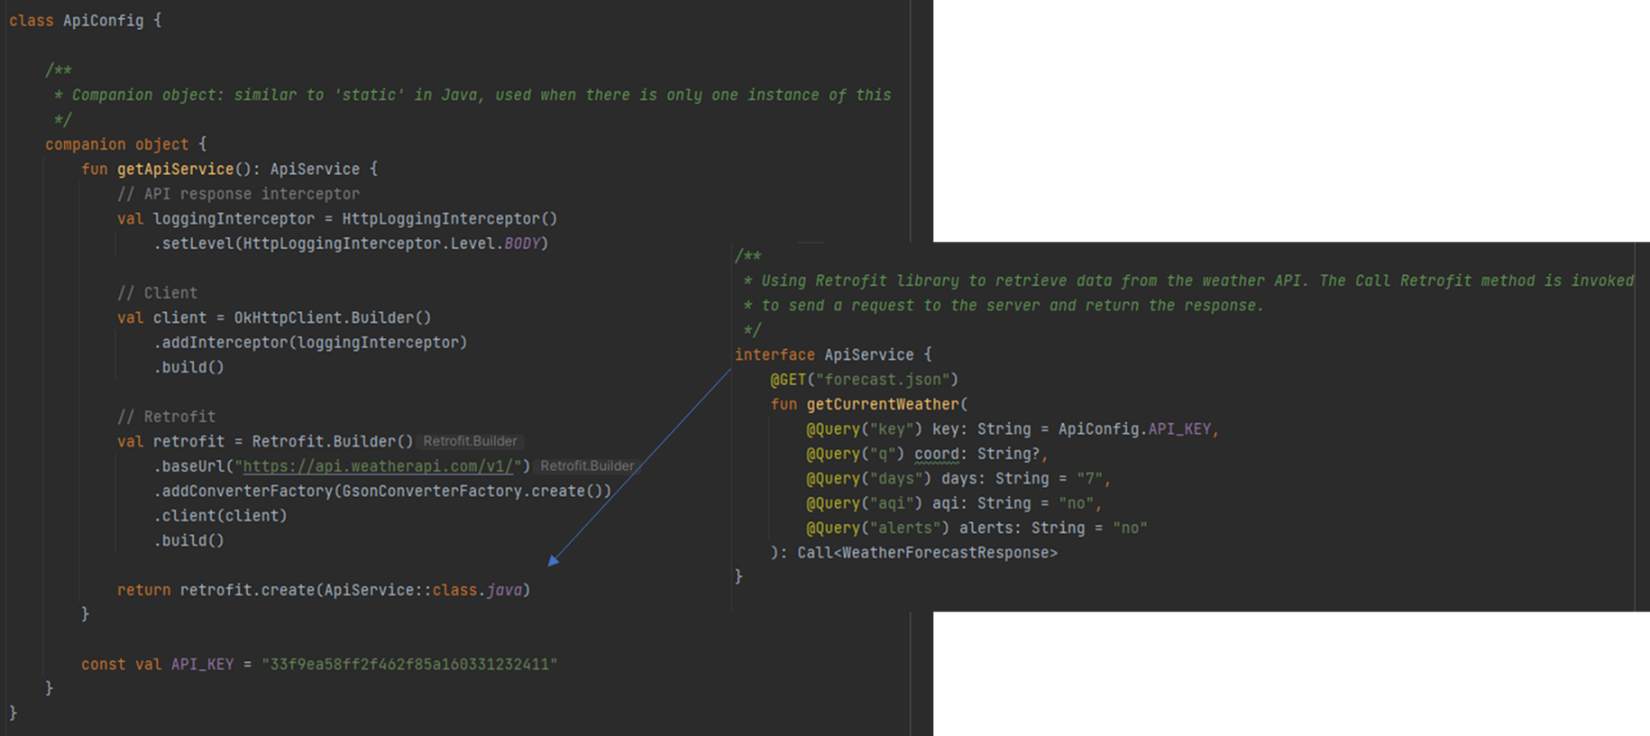 class ApiConfig {
/**
* Companion object: similar to 'static' in Java, used when there is only one instance of this
*/
companion object {
fun getApiService(): ApiService {
// API response interceptor
val loggingInterceptor = HttpLoggingInterceptor()
.setLevel(HttpLoggingInterceptor.Level.BODY)
// Client
val client = OkHttpClient.Builder()
.addInterceptor(loggingInterceptor)
.build()
// Retrofit
val retrofit = Retrofit.Builder() Retrofit.Builder
.baseUrl("https://api.weatherapi.com/v1/") Retrofit.Builder
.addConverterFactory(GsonConverterFactory.create())
.client(client)
.build()
return retrofit.create(ApiService::class.java)
}
const val API_KEY = "33f9ea58ff2f462f85a160331232411"
}
}
/**
* Using Retrofit library to retrieve data from the weather API. The Call Retrofit method is invoked
* to send a request to the server and return the response.
*/
interface ApiService {
@GET("forecast.json")
fun getCurrentWeather(
@Query("key") key: String = ApiConfig.API_KEY,
@Query("q") coord: String?,
@Query("days") days: String = "7",
@Query("aqi") aqi: String = "no",
@Query("alerts") alerts: String = "no"
): Call<WeatherForecastResponse>
}